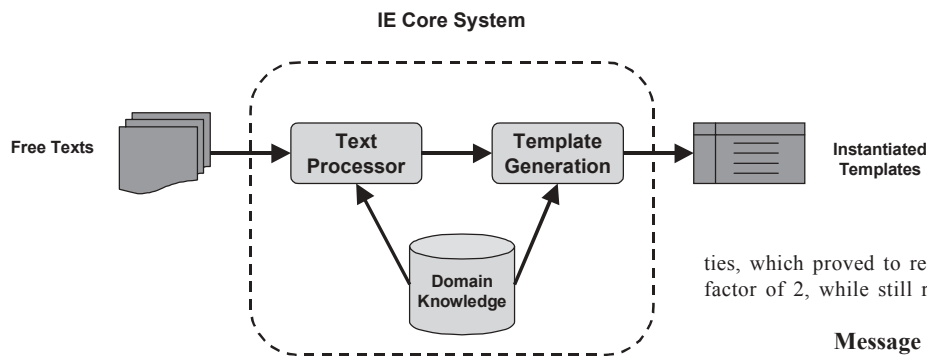 IE Core System
Free Texts
Text
Processor
Template
Generation
Instantiated
Templates
Domain
Knowledge
ties, which proved to re
factor of 2, while still r
Message